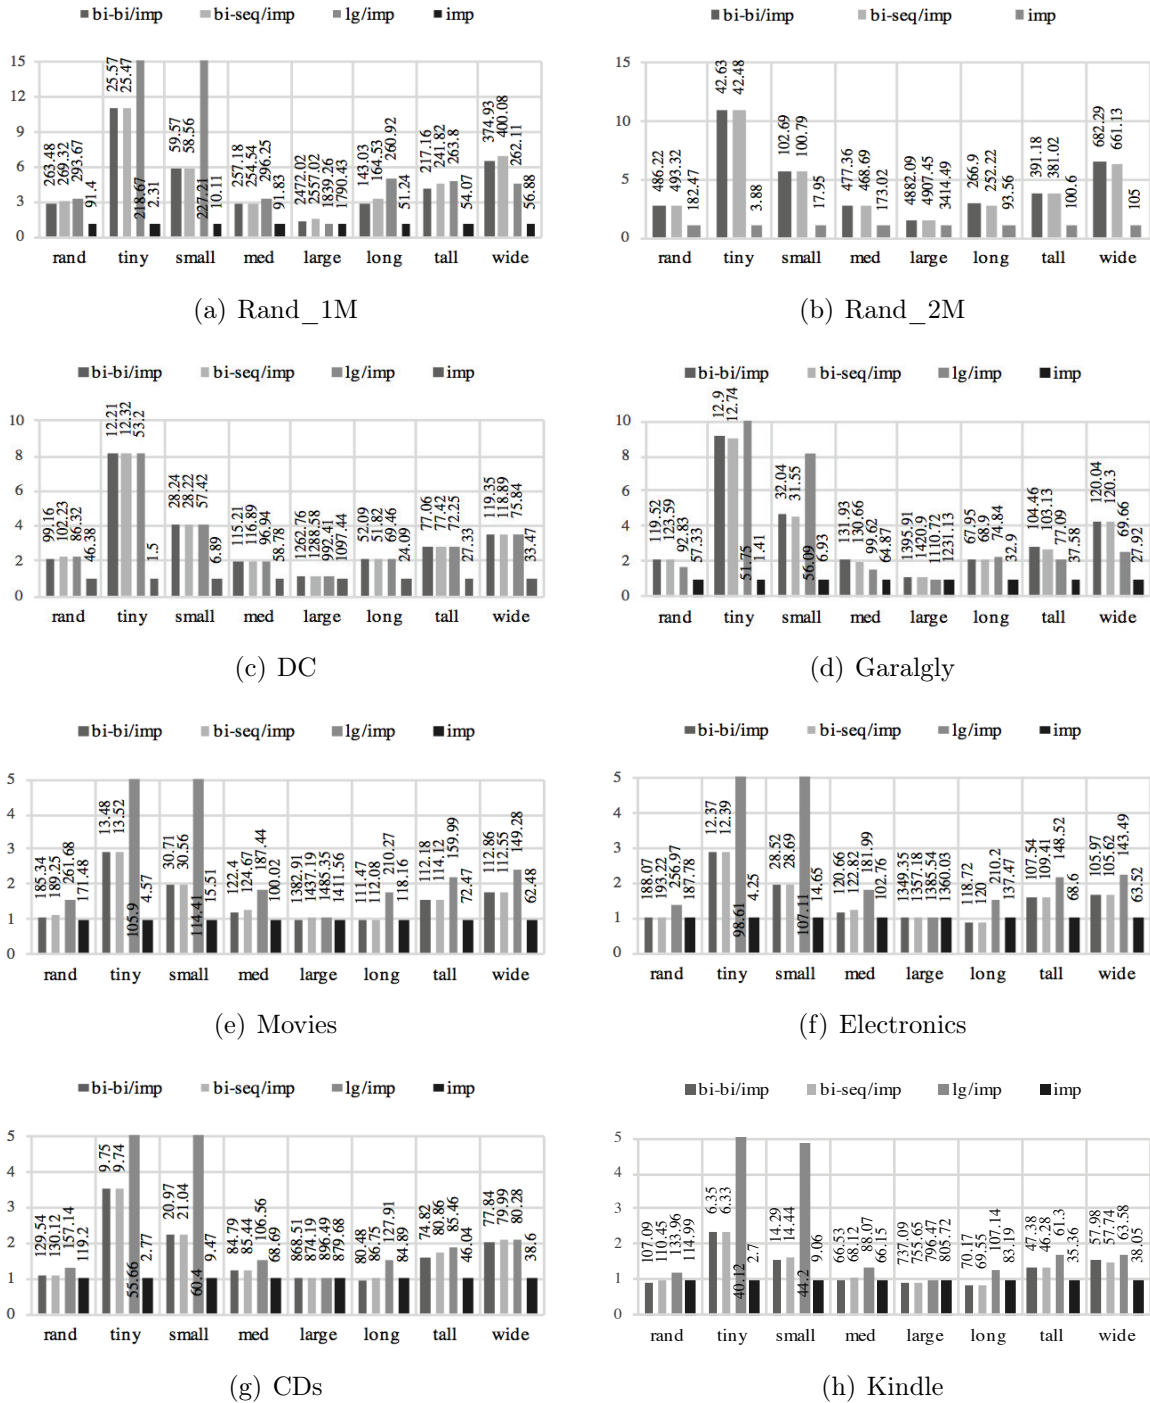 bi-bi/imp bi-seq/imp lg/imp imp
15
12
9
6
3
0
263.48 269.32 293.67 91.4
25.57 25.47 218.67 2.31
59.57 58.56 227.21 10.11
257.18 254.54 296.25 91.83
2472.02 2557.02 1839.26 1790.43
143.03 164.53 260.92 51.24
217.16 241.82 263.8 54.07
374.93 400.08 262.11 56.88
rand tiny small med large long tall wide
(a) Rand_1M
bi-bi/imp bi-seq/imp imp
15
10
5
0
486.22 493.32 182.47
42.63 42.48 3.88
102.69 100.79 17.95
477.36 468.69 173.02
4882.09 4907.45 3414.49
266.9 252.22 93.56
391.18 381.02 100.6
682.29 661.13 105
rand tiny small med large long tall wide
(b) Rand_2M
bi-bi/imp bi-seq/imp lg/imp imp
10
8
6
4
2
0
99.16 102.23 86.32 46.38
12.21 12.32 53.2 1.5
28.24 28.22 57.42 6.89
115.21 116.89 96.94 58.78
1262.76 1288.58 992.41 1097.44
52.09 51.82 69.46 24.09
77.06 77.42 72.25 27.33
119.35 118.89 75.84 33.47
rand tiny small med large long tall wide
(c) DC
bi-bi/imp bi-seq/imp lg/imp imp
10
8
6
4
2
0
119.52 123.59 92.83 57.33
12.9 12.74 51.75 1.41
32.04 31.55 56.09 6.93
131.93 130.66 99.62 64.87
1395.91 1420.9 1110.72 1231.13
67.95 68.9 74.84 32.9
104.46 103.13 77.09 37.58
120.04 120.3 69.66 27.92
rand tiny small med large long tall wide
(d) Garalgly
bi-bi/imp bi-seq/imp lg/imp imp
5
4
3
2
1
0
185.34 189.25 261.68 171.48
13.48 13.52 105.9 4.57
30.71 30.56 114.41 15.51
122.4 124.67 187.44 100.02
1382.91 1437.19 1485.35 1411.56
111.47 112.08 210.27 118.16
112.18 114.12 159.99 72.47
112.86 112.55 149.28 62.48
rand tiny small med large long tall wide
(e) Movies
bi-bi/imp bi-seq/imp lg/imp imp
5
4
3
2
1
0
188.07 193.22 256.97 187.78
12.37 12.39 98.61 4.25
28.52 28.69 107.11 14.65
120.66 122.82 181.99 102.76
1349.35 1357.18 1385.54 1360.03
118.72 120 210.2 137.47
107.54 109.41 148.52 68.6
105.97 105.62 143.49 63.52
rand tiny small med large long tall wide
(f) Electronics
bi-bi/imp bi-seq/imp lg/imp imp
5
4
3
2
1
0
129.54 130.12 157.14 119.2
9.75 9.74 55.66 2.77
20.97 21.04 60.4 9.47
84.79 85.44 106.56 68.69
868.51 874.19 896.49 879.68
80.48 86.75 127.91 84.89
74.82 80.86 85.46 46.04
77.84 79.99 80.28 38.6
rand tiny small med large long tall wide
(g) CDs
bi-bi/imp bi-seq/imp lg/imp imp
5
4
3
2
1
0
107.09 110.45 133.96 114.99
6.35 6.33 40.12 2.7
14.29 14.44 44.2 9.06
66.53 68.12 88.07 66.15
737.09 755.65 796.47 805.72
70.17 69.55 107.14 83.19
47.38 46.28 61.3 35.36
57.98 57.74 63.58 38.05
rand tiny small med large long tall wide
(h) Kindle